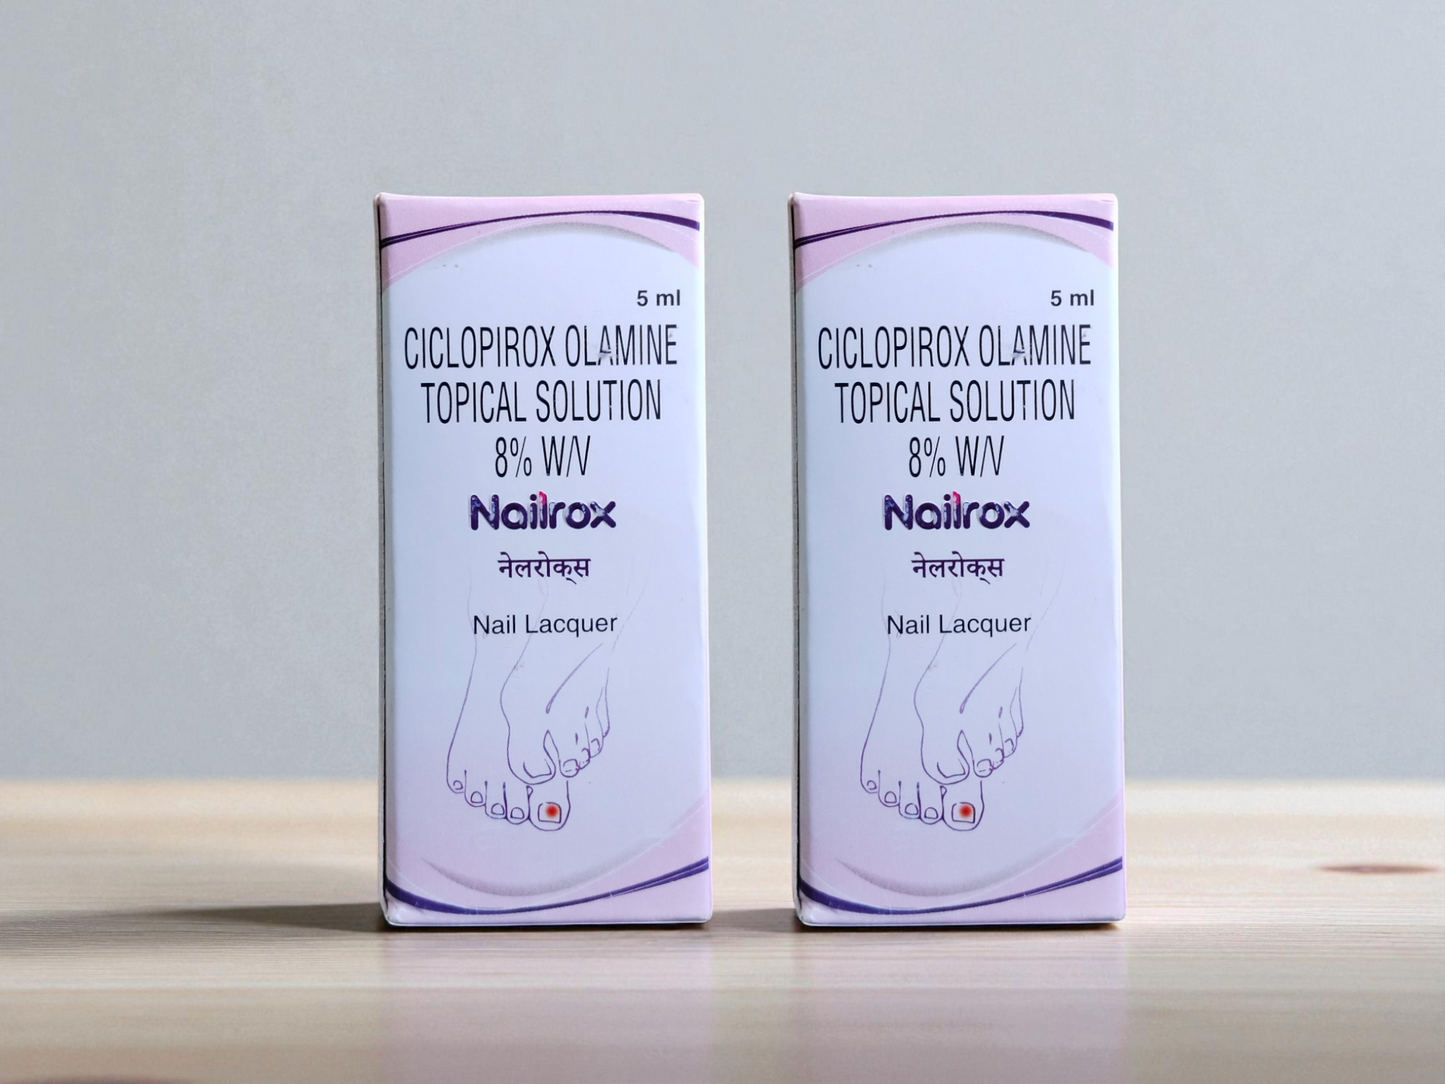 5 ml
CICLOPIROX OLAMINE
TOPICAL SOLUTION
8% W/V
Nailrox
नेलरोक्‌स
Nail Lacquer
5 ml
CICLOPIROX OLAMINE
TOPICAL SOLUTION
8% W/V
Nailrox
नेलरोक्‌स
Nail Lacquer